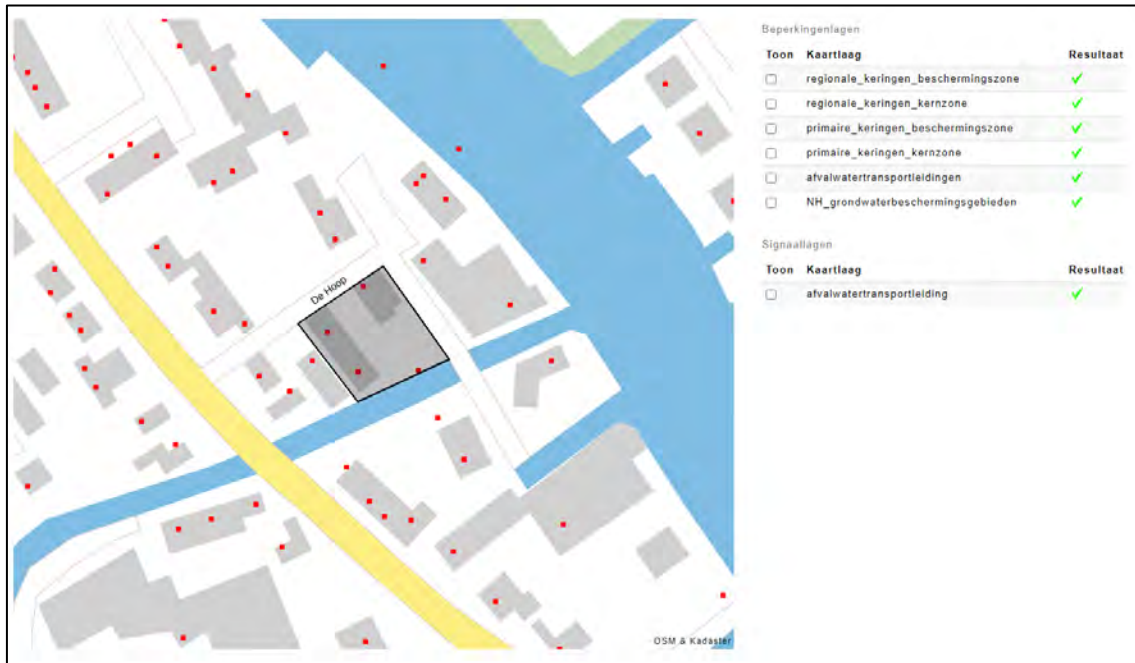 De Hoop
OSM & Kadaster
Beperkingenlagen
Toon Kaartlaag Resultaat
regionale_keringen_beschermingszone
regionale_keringen_kernzone
primaire_keringen_beschermingszone
primaire_keringen_kernzone
afvalwatertransportleidingen
NH_grondwaterbeschermingsgebieden
Signaallagen
Toon Kaartlaag Resultaat
afvalwatertransportleiding